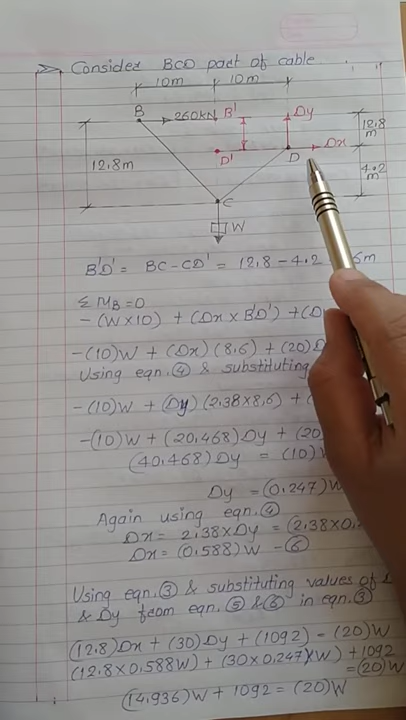 Consider BCD part of cable
10m 10m
B 260KN B' Dy
12.8 m
12.8m D' D Dx
4.2 m
C
W
B'D' = BC - CD' = 12.8 - 4.2
Σ MB = 0
-(W×10) + (Dx × B'D') +
-(10)W + (Dx)(8.6) + (20)D
Using eqn. ④ & substituting
-(10)W + (Dy)(2.38×8.6) +
-(10)W + (20.468)Dy + (20
(40.468)Dy = (10)
Dy = (0.247)W
Again using eqn. ④
Dx = 2.38×Dy = (2.38×0.
Dx = (0.588)W - ⑥
Using eqn. ③ & substituting values of
& Dy from eqn. ⑤ & ⑥ in eqn. ③
(12.8)Dx + (30)Dy + (1092) = (20)W
(12.8×0.588W) + (30×0.247)(W) + 1092
= (20)W
(14.936)W + 1092 = (20)W